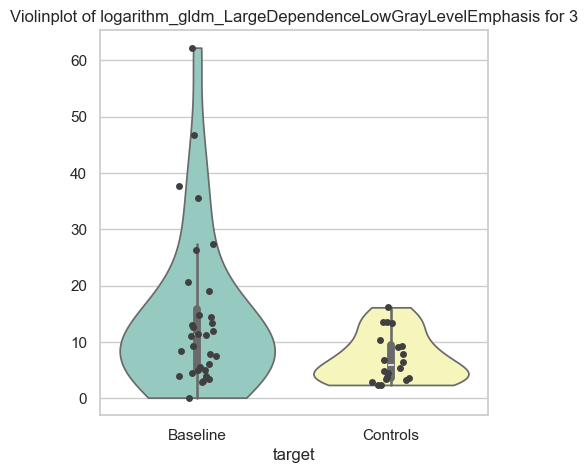 Violinplot of logarithm_gldm_LargeDependenceLowGrayLevelEmphasis for 3
60
50
40
30
20
10
0
Baseline Controls
target